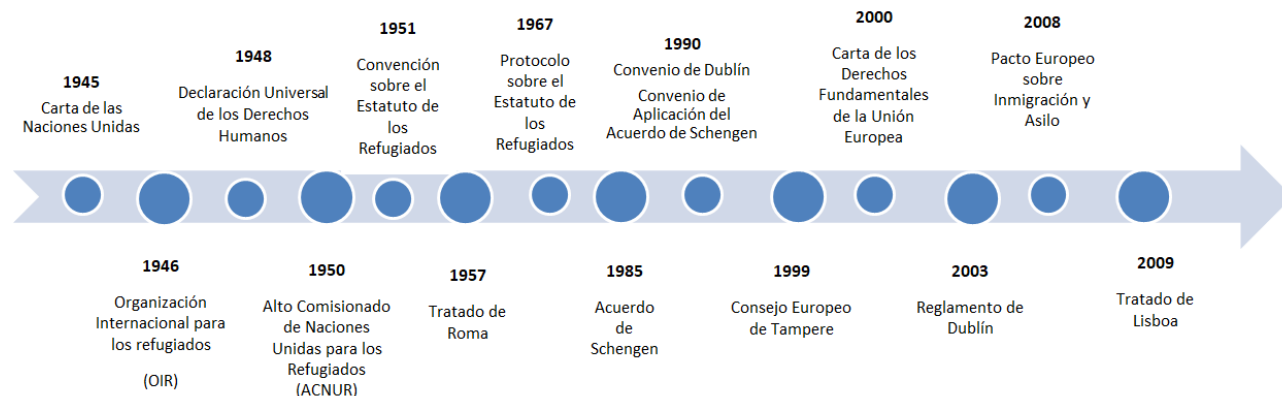 1945
Carta de las
Naciones Unidas
1948
Declaración Universal
de los Derechos
Humanos
1951
Convención
sobre el
Estatuto de
los
Refugiados
1967
Protocolo
sobre el
Estatuto de
los
Refugiados
1990
Convenio de Dublín
Convenio de
Aplicación del
Acuerdo de Schengen
2000
Carta de los
Derechos
Fundamentales
de la Unión
Europea
2008
Pacto Europeo
sobre
Inmigración y
Asilo
1946
Organización
Internacional para
los refugiados
(OIR)
1950
Alto Comisionado
de Naciones
Unidas para los
Refugiados
(ACNUR)
1957
Tratado de
Roma
1985
Acuerdo
de
Schengen
1999
Consejo Europeo
de Tampere
2003
Reglamento de
Dublín
2009
Tratado de
Lisboa